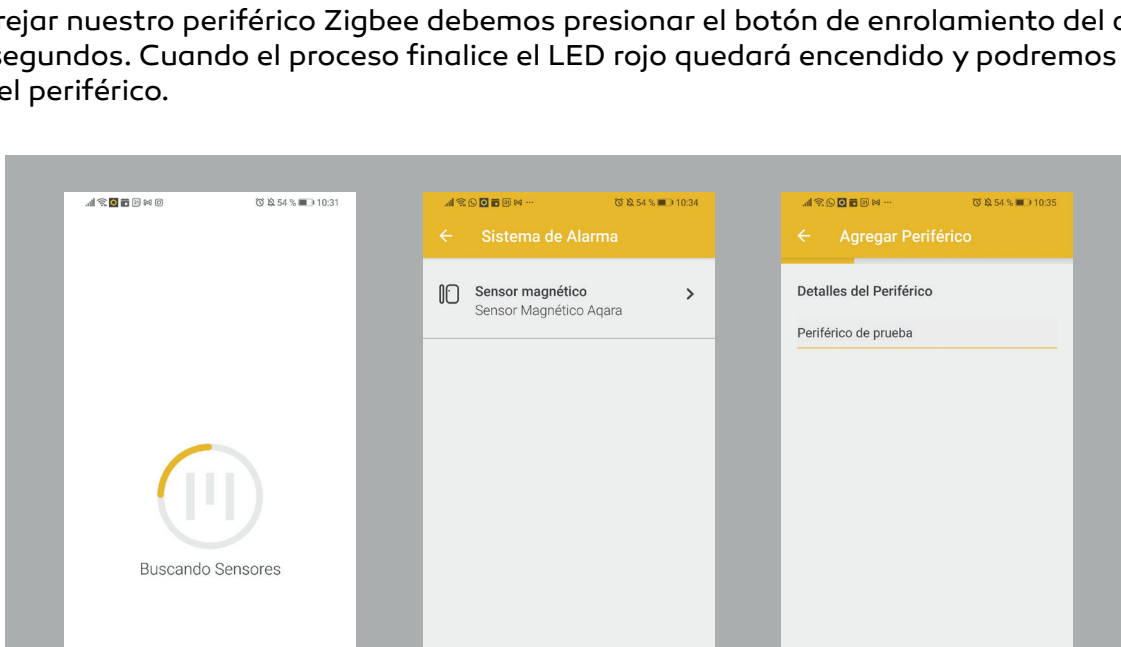 rejar nuestro periférico Zigbee debemos presionar el botón de enrolamiento del
segundos. Cuando el proceso finalice el LED rojo quedará encendido y podremos
el periférico.
54 % 10:31
Buscando Sensores
54 % 10:34
Sistema de Alarma
Sensor magnético
Sensor Magnético Aqara
54 % 10:35
Agregar Periférico
Detalles del Periférico
Periférico de prueba